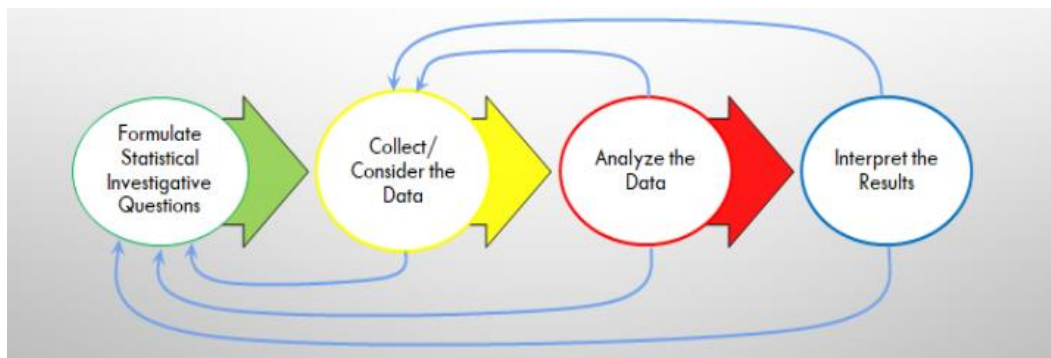 Formulate
Statistical
Investigative
Questions
Collect/
Consider the
Data
Analyze the
Data
Interpret the
Results